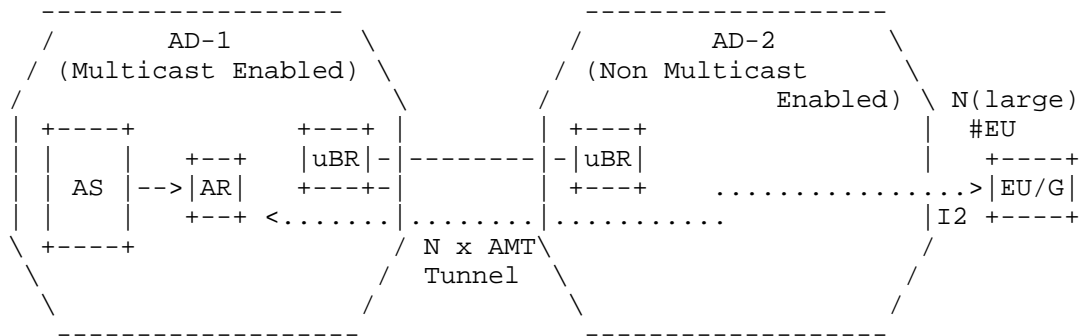 AD-1 AD-2
(Multicast Enabled) (Non Multicast
Enabled) N(large)
#EU
uBR uBR
AS AR EU/G
I2
N x AMT
Tunnel